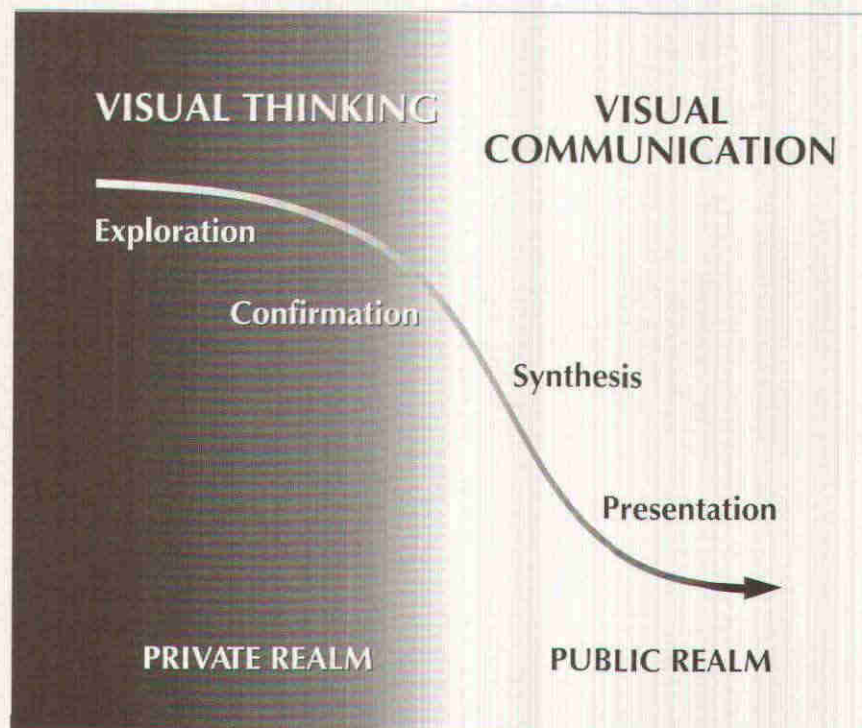 VISUAL THINKING
VISUAL
COMMUNICATION
Exploration
Confirmation
Synthesis
Presentation
PRIVATE REALM
PUBLIC REALM